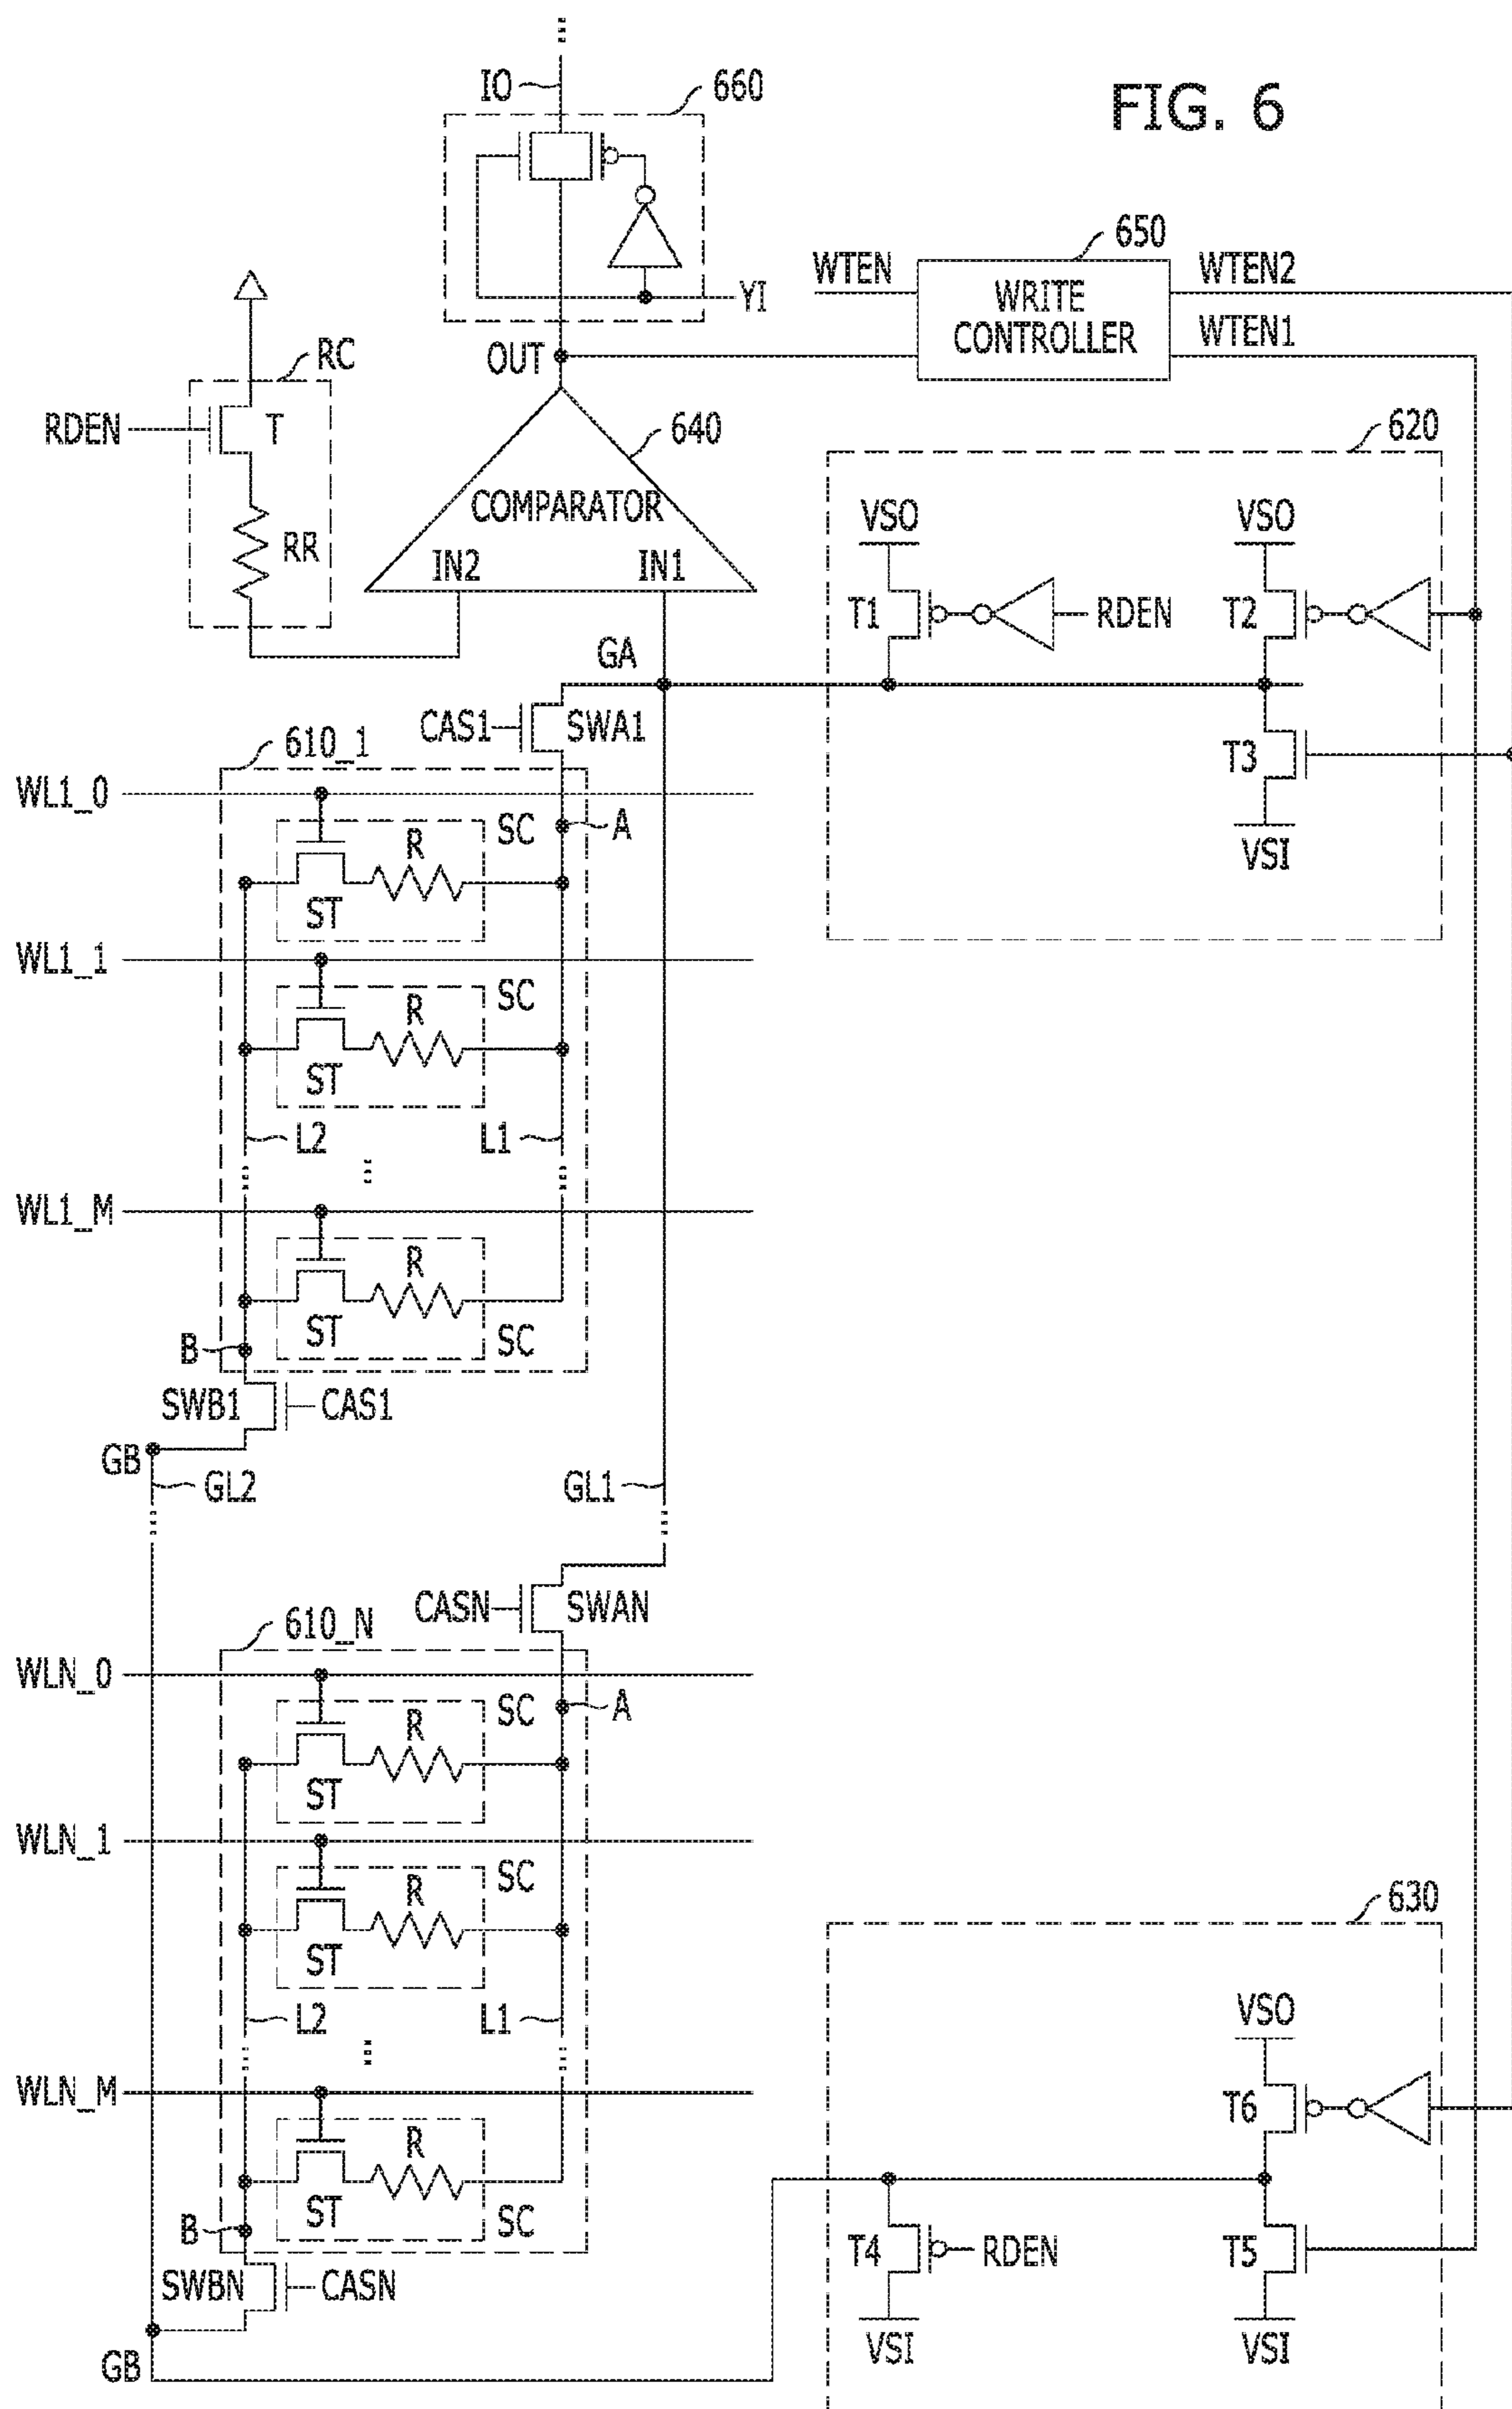 FIG. 6
IO
660
YI
WTEN
650
WRITE
CONTROLLER
WTEN2
WTEN1
OUT
RC
RDEN
T
RR
640
COMPARATOR
IN2
IN1
620
VSO
VSO
T1
RDEN
T2
GA
CAS1
SWA1
T3
VSI
610_1
WL1_0
A
SC
R
ST
WL1_1
SC
R
ST
L2
L1
WL1_M
R
ST
SC
B
SWB1
CAS1
GB
GL2
GL1
CASN
SWAN
610_N
WLN_0
A
SC
R
ST
WLN_1
SC
R
ST
630
L2
L1
VSO
WLN_M
T6
R
ST
SC
B
T4
RDEN
T5
SWBN
CASN
VSI
VSI
GB